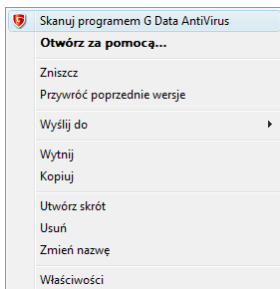 Skanuj programem G Data AntiVirus
Otwórz za pomocą...
Zniszcz
Przywróć poprzednie wersje
Wyślij do
Wytnij
Kopiuj
Utwórz skrót
Usuń
Zmień nazwę
Właściwości